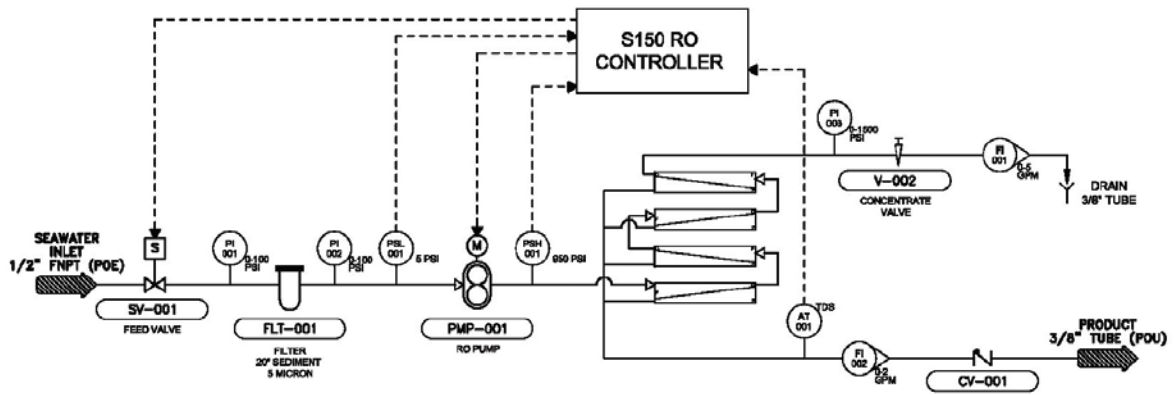 S150 RO
CONTROLLER
PI
003
0-1500
PSI
FI
001
0-5
GPM
V-002
CONCENTRATE
VALVE
DRAIN
3/8" TUBE
SEAWATER
INLET
1/2" FNPT (POE)
S
PI
001
0-100
PSI
PI
002
0-100
PSI
PSL
001
5 PSI
M
PSH
001
950 PSI
SV-001
FEED VALVE
FLT-001
FILTER
20" SEDIMENT
5 MICRON
PMP-001
RO PUMP
AT
001
TDS
FI
002
0-2
GPM
CV-001
PRODUCT
3/8" TUBE (POU)